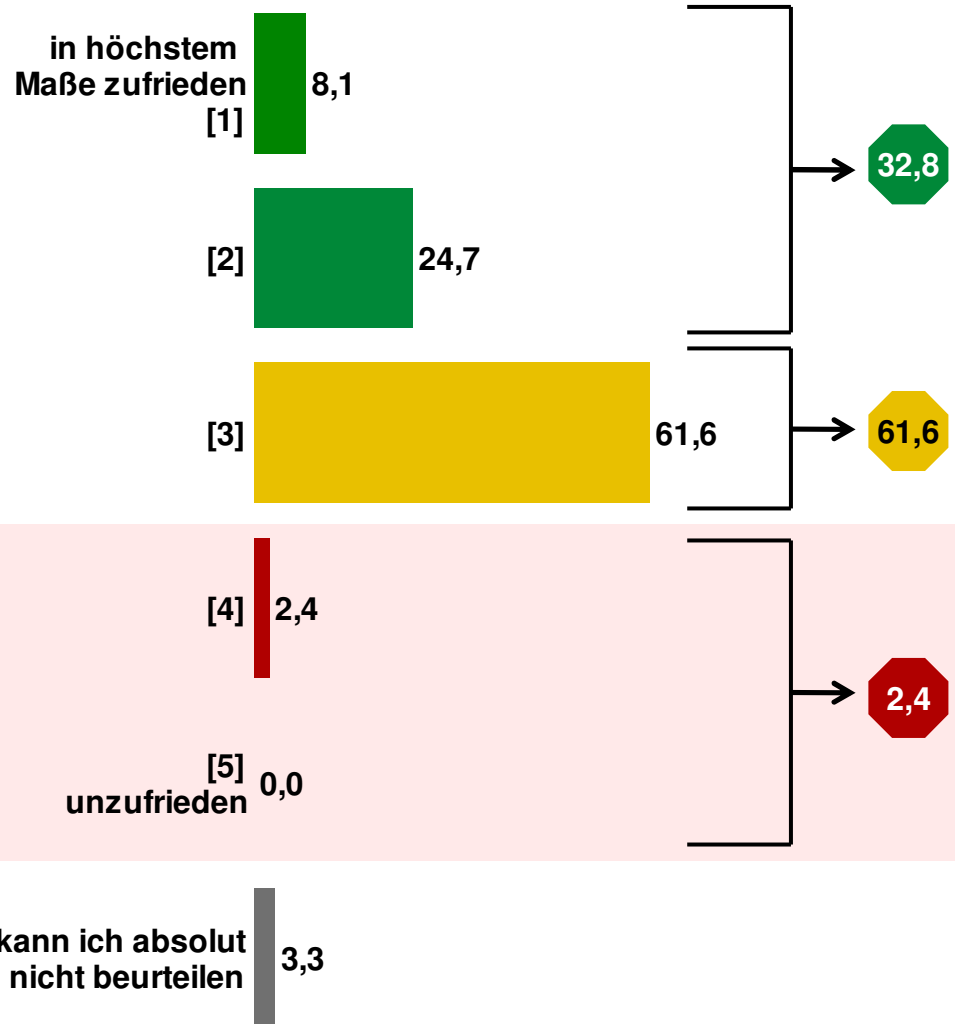 in höchstem
Maße zufrieden
[1]
8,1
32,8
[2]
24,7
[3]
61,6
61,6
[4]
2,4
2,4
[5]
unzufrieden
0,0
kann ich absolut
nicht beurteilen
3,3